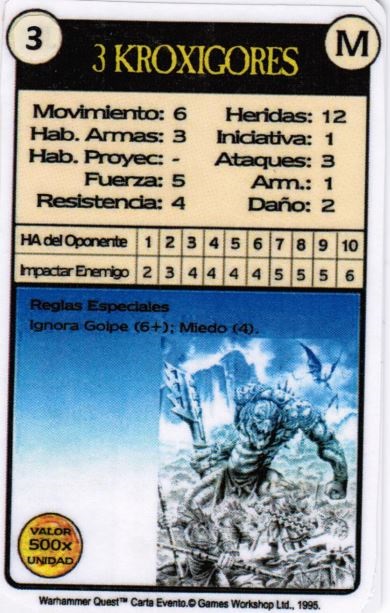 3
M
3 KROXIGORES
Movimiento: 6 Heridas: 12
Hab. Armas: 3 Iniciativa: 1
Hab. Proyec: - Ataques: 3
Fuerza: 5 Arm.: 1
Resistencia: 4 Daño: 2
HA del Oponente 1 2 3 4 5 6 7 8 9 10
Impactar Enemigo 2 3 4 4 4 4 5 5 5 6
Reglas Especiales
Ignora Golpe (6+); Miedo (4).
VALOR
500x
UNIDAD
Warhammer Quest™ Carta Evento.© Games Workshop Ltd., 1995.